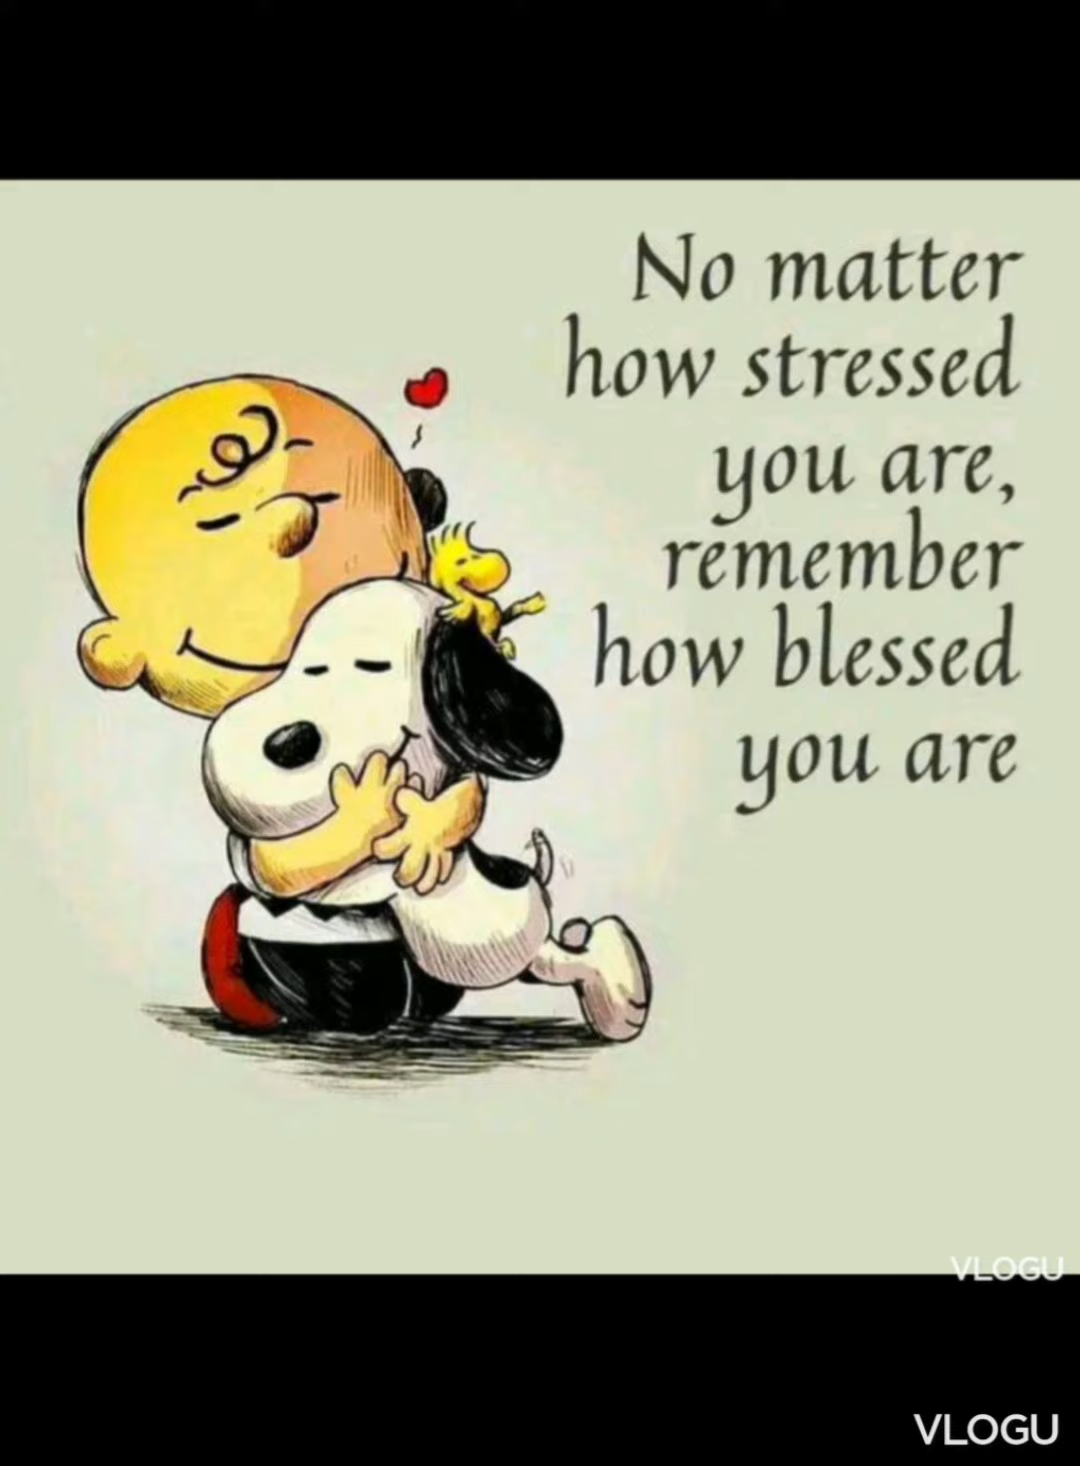 No matter
how stressed
you are,
remember
how blessed
you are
VLOGU
VLOGU